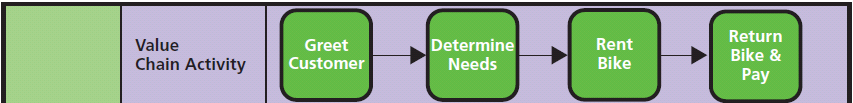 Value
Chain Activity
Greet
Customer
Determine
Needs
Rent
Bike
Return
Bike &
Pay